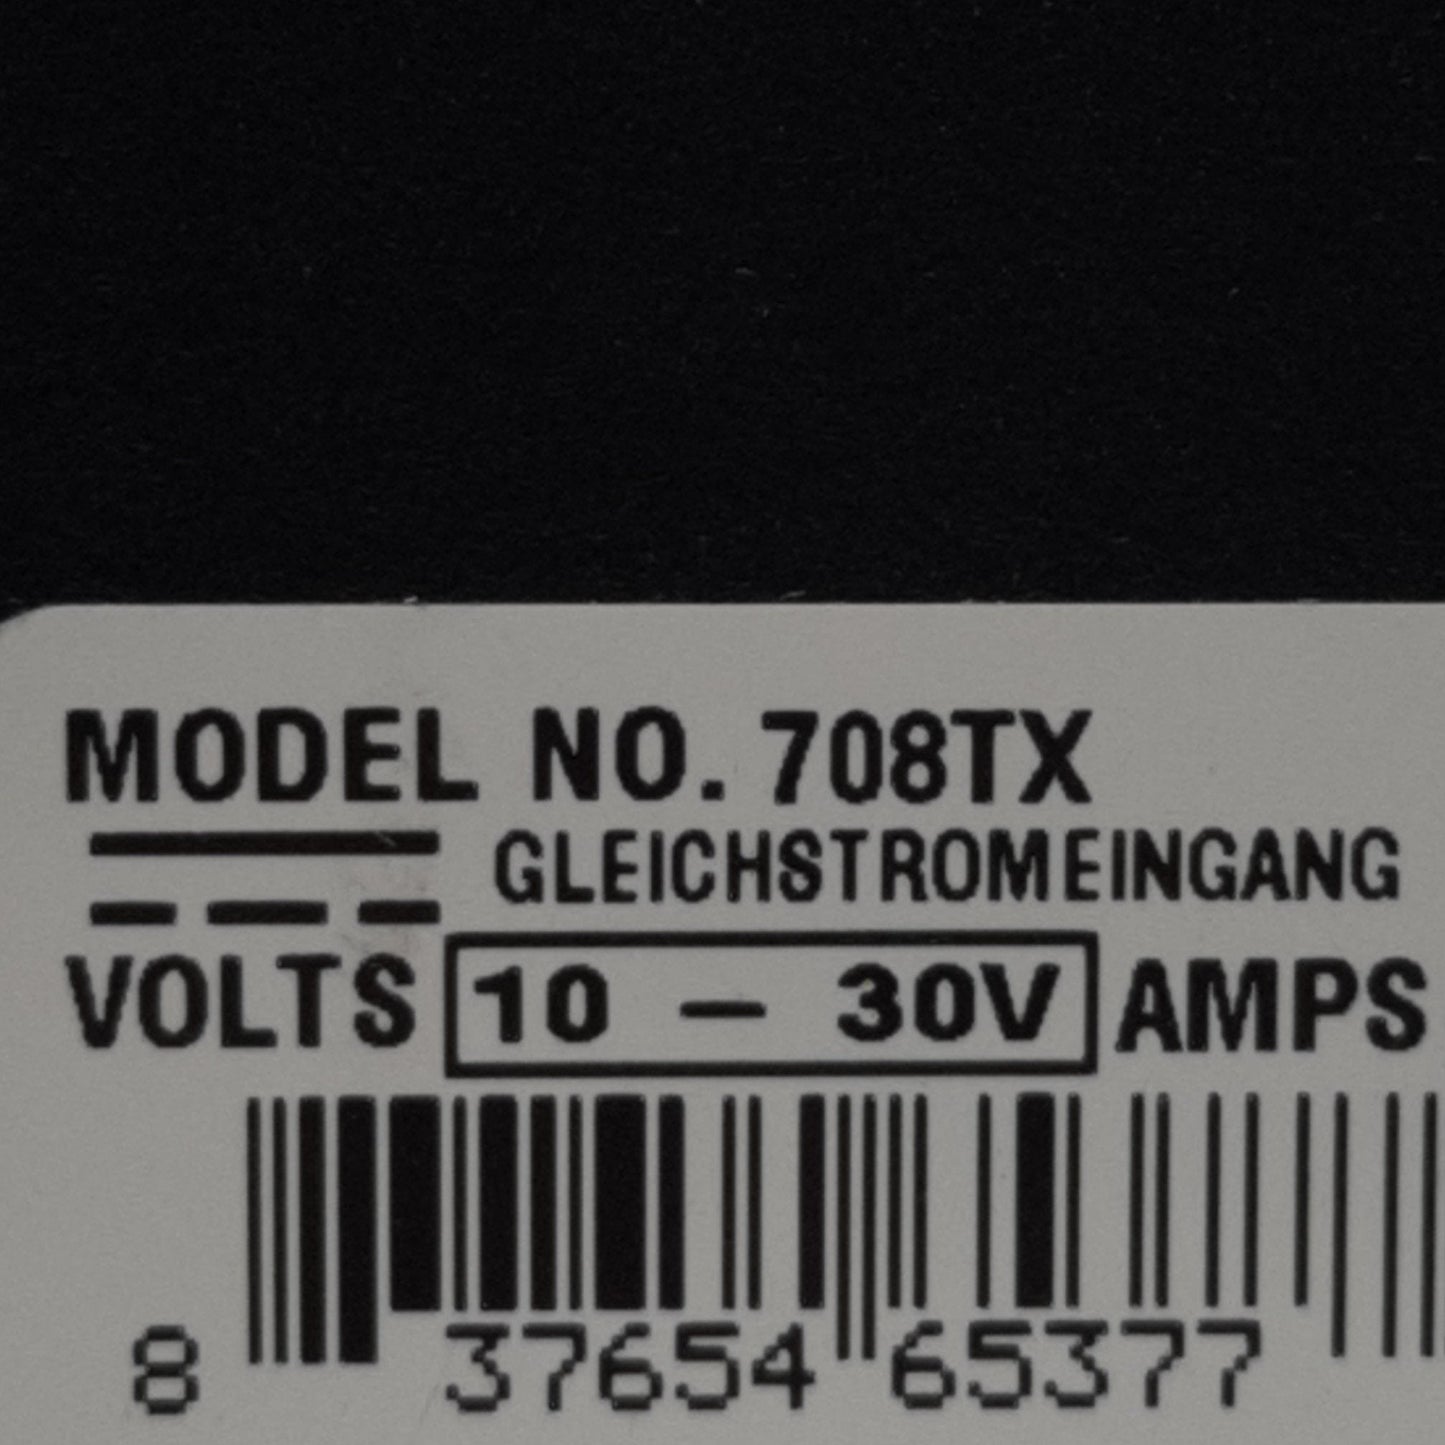 MODEL NO. 708TX
GLEICHSTROMEINGANG
VOLTS 10 – 30V AMPS
8 37654 65377